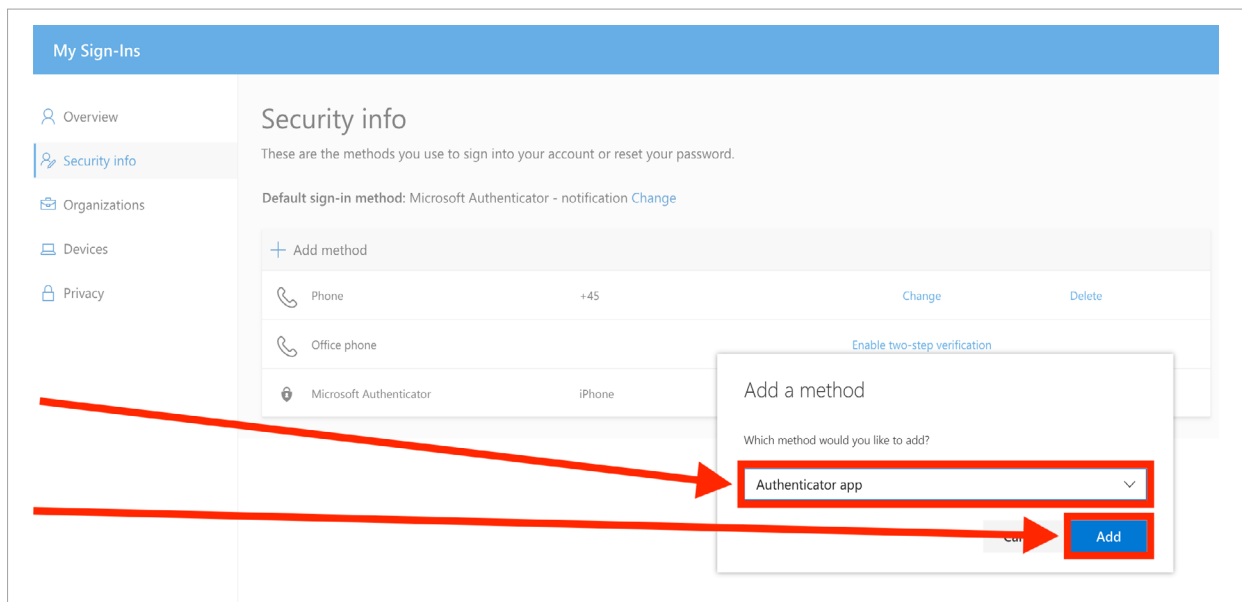 My Sign-Ins
Overview
Security info
Organizations
Devices
Privacy
Security info
These are the methods you use to sign into your account or reset your password.
Default sign-in method: Microsoft Authenticator - notification Change
Add method
Phone +45 Change Delete
Office phone Enable two-step verification
Microsoft Authenticator iPhone
Add a method
Which method would you like to add?
Authenticator app
Add